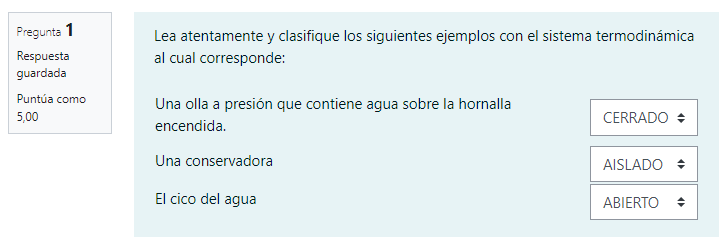 Pregunta 1
Respuesta
guardada
Puntúa como
5,00
Lea atentamente y clasifique los siguientes ejemplos con el sistema termodinámica
al cual corresponde:
Una olla a presión que contiene agua sobre la hornalla
encendida.
CERRADO
Una conservadora
AISLADO
El cico del agua
ABIERTO